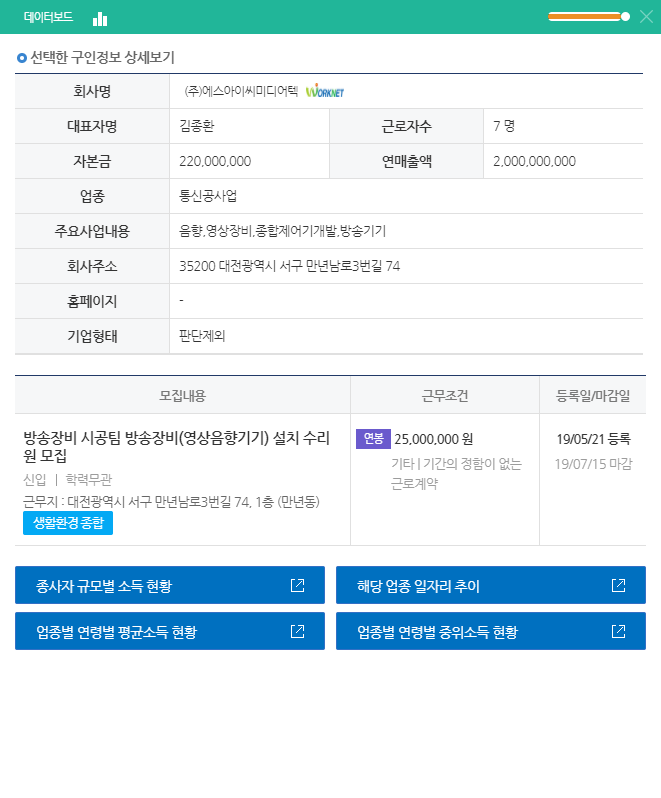 데이터보드
선택한 구인정보 상세보기
회사명 (주)에스아이씨미디어텍 WORKNET
대표자명 김종환 근로자수 7 명
자본금 220,000,000 연매출액 2,000,000,000
업종 통신공사업
주요사업내용 음향,영상장비,종합제어기개발,방송기기
회사주소 35200 대전광역시 서구 만년남로3번길 74
홈페이지 -
기업형태 판단제외
모집내용 근무조건 등록일/마감일
방송장비 시공팀 방송장비(영상음향기기) 설치 수리
원 모집
신입 | 학력무관
근무지 : 대전광역시 서구 만년남로3번길 74, 1층 (만년동)
생활환경 종합
연봉 25,000,000 원
기타 | 기간의 정함이 없는
근로계약
19/05/21 등록
19/07/15 마감
종사자 규모별 소득 현황
해당 업종 일자리 추이
업종별 연령별 평균소득 현황
업종별 연령별 중위소득 현황